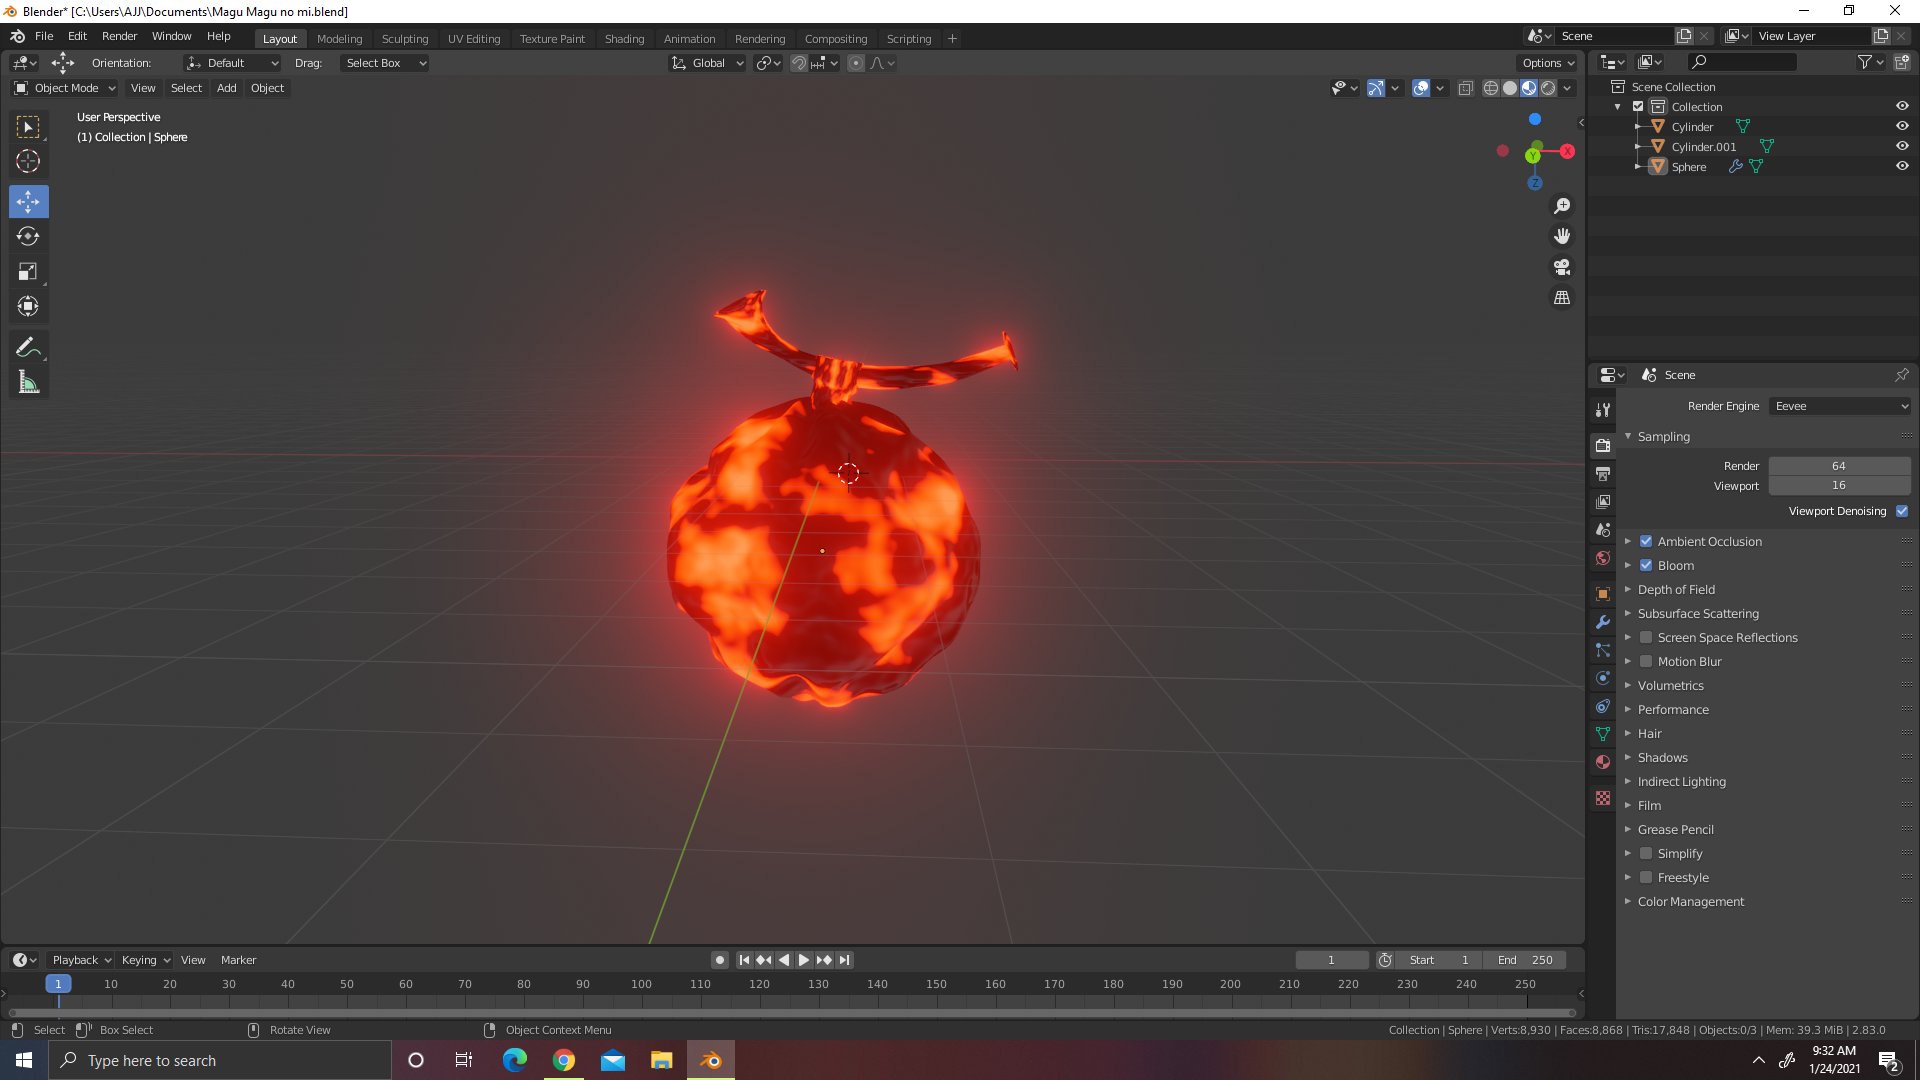 Blender* [C:\Users\AJJ\Documents\Magu Magu no mi.blend]
File Edit Render Window Help Layout Modeling Sculpting UV Editing Texture Paint Shading Animation Rendering Compositing Scripting + Scene View Layer
Orientation: Default Drag: Select Box Global Options
Object Mode View Select Add Object
User Perspective
(1) Collection | Sphere
X
Y
Z
Scene Collection
Collection
Cylinder
Cylinder.001
Sphere
Scene
Render Engine Eevee
Sampling
Render 64
Viewport 16
Viewport Denoising
Ambient Occlusion
Bloom
Depth of Field
Subsurface Scattering
Screen Space Reflections
Motion Blur
Volumetrics
Performance
Hair
Shadows
Indirect Lighting
Film
Grease Pencil
Simplify
Freestyle
Color Management
Playback Keying View Marker 1 Start 1 End 250
1 10 20 30 40 50 60 70 80 90 100 110 120 130 140 150 160 170 180 190 200 210 220 230 240 250
Select Box Select Rotate View Object Context Menu Collection | Sphere | Verts:8,930 | Faces:8,868 | Tris:17,848 | Objects:0/3 | Mem: 39.3 MiB | 2.83.0
Type here to search
9:32 AM
1/24/2021
2